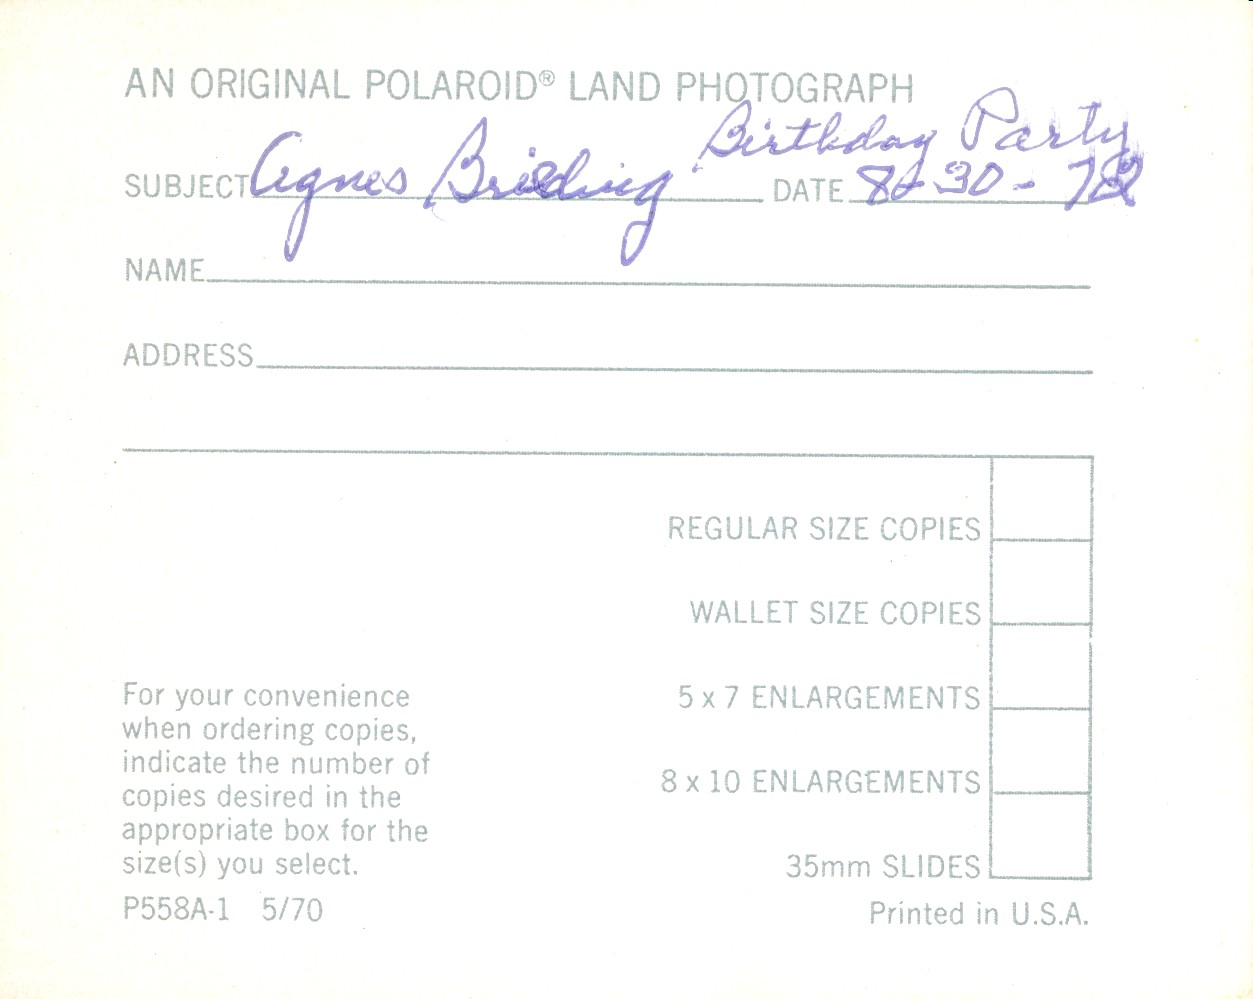 AN ORIGINAL POLAROID® LAND PHOTOGRAPH
Birthday Party
SUBJECT Agnes DATE 8-30-72
NAME
ADDRESS
REGULAR SIZE COPIES
WALLET SIZE COPIES
5 x 7 ENLARGEMENTS
8 x 10 ENLARGEMENTS
35mm SLIDES
For your convenience
when ordering copies,
indicate the number of
copies desired in the
appropriate box for the
size(s) you select.
P558A-1 5/70
Printed in U.S.A.